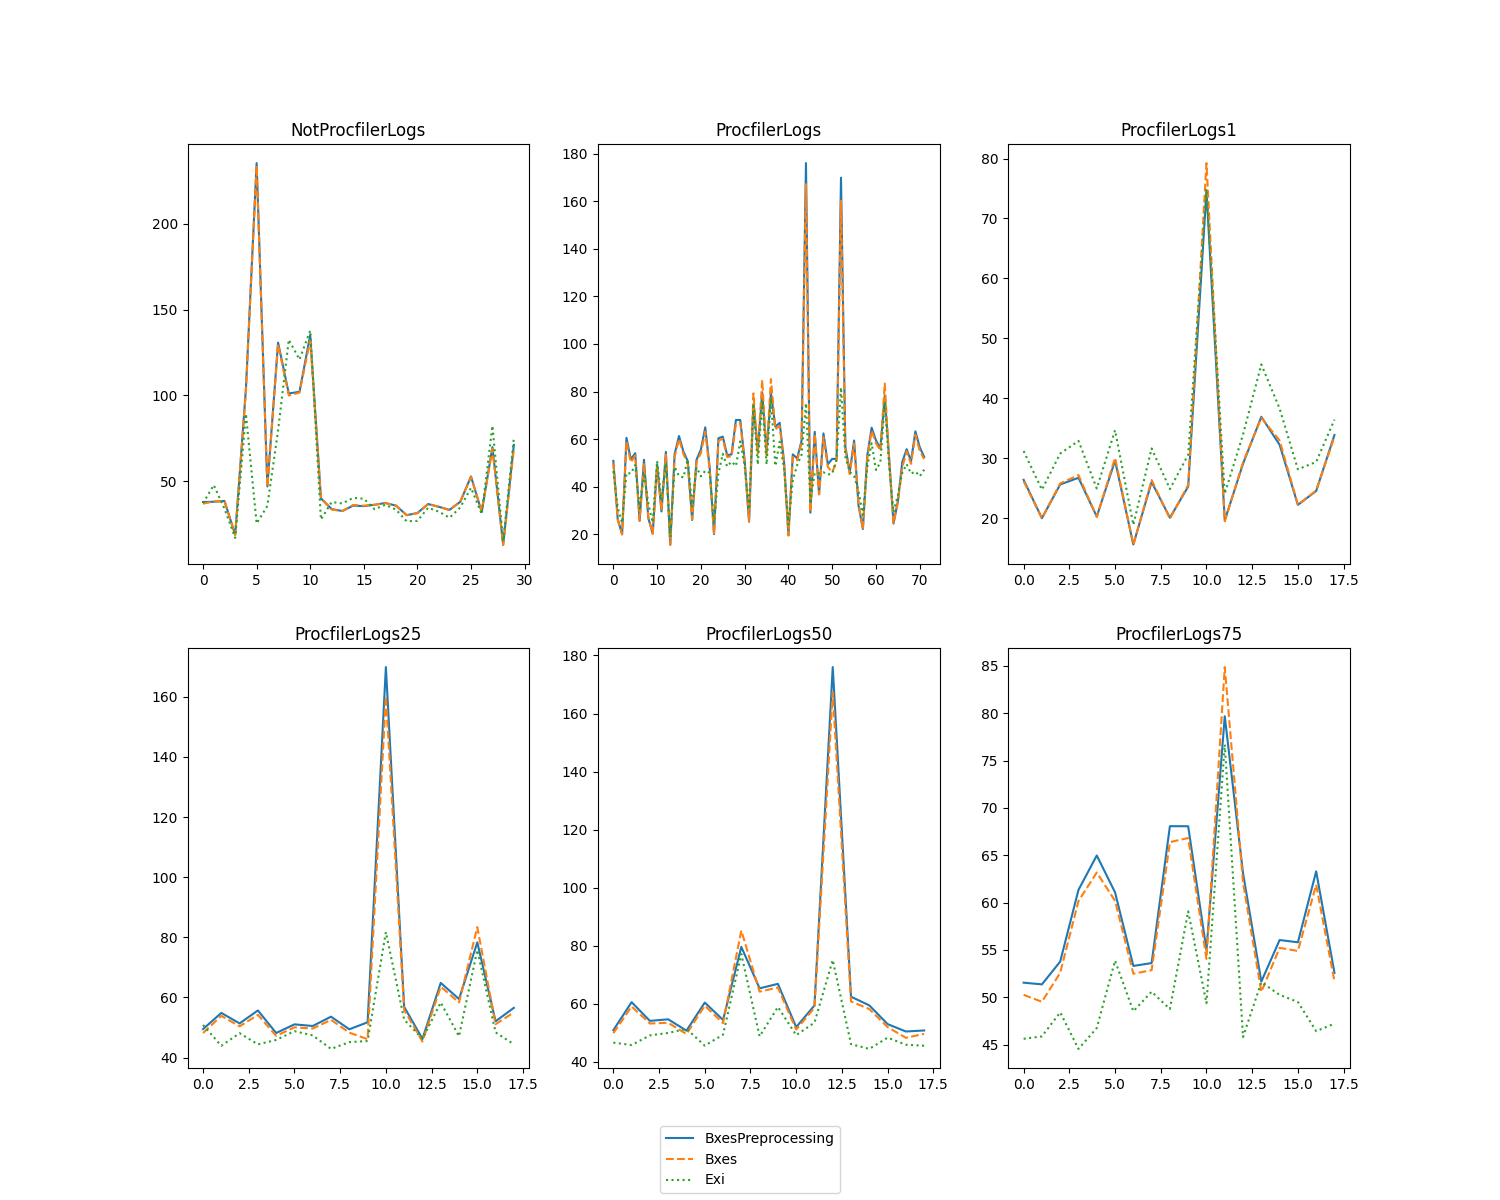 NotProcfilerLogs
ProcfilerLogs
ProcfilerLogs1
200
150
100
50
0 5 10 15 20 25 30
180
160
140
120
100
80
60
40
20
0 10 20 30 40 50 60 70
80
70
60
50
40
30
20
0.0 2.5 5.0 7.5 10.0 12.5 15.0 17.5
ProcfilerLogs25
ProcfilerLogs50
ProcfilerLogs75
160
140
120
100
80
60
40
0.0 2.5 5.0 7.5 10.0 12.5 15.0 17.5
180
160
140
120
100
80
60
40
0.0 2.5 5.0 7.5 10.0 12.5 15.0 17.5
85
80
75
70
65
60
55
50
45
0.0 2.5 5.0 7.5 10.0 12.5 15.0 17.5
BxesPreprocessing
Bxes
Exi